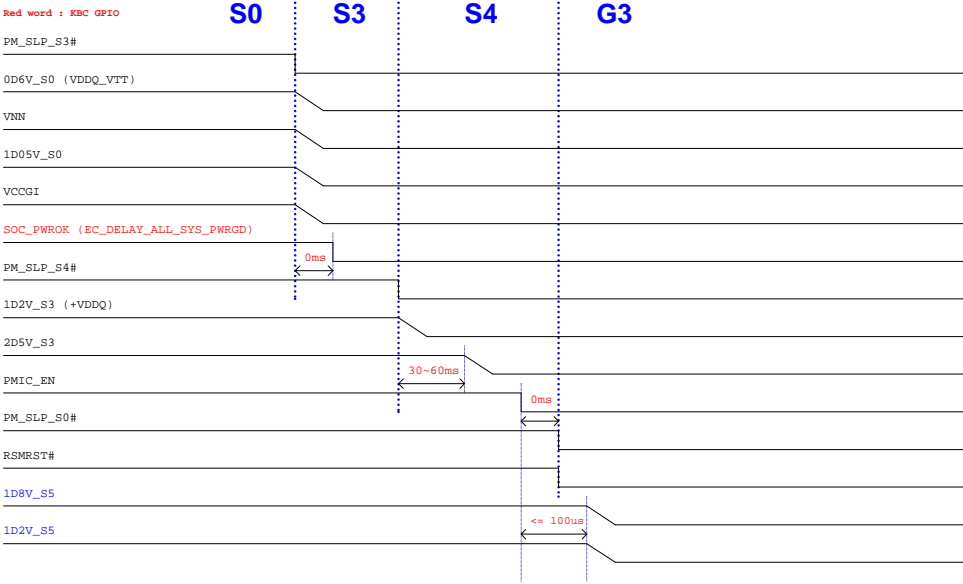 Red word : KBC GPIO
S0 S3 S4 G3
PM_SLP_S3#
0D6V_S0 (VDDQ_VTT)
VNN
1D05V_S0
VCCGI
SOC_PWROK (EC_DELAY_ALL_SYS_PWRGD)
0ms
PM_SLP_S4#
1D2V_S3 (+VDDQ)
2D5V_S3
30~60ms
PMIC_EN
0ms
PM_SLP_S0#
RSMRST#
1D8V_S5
<= 100us
1D2V_S5